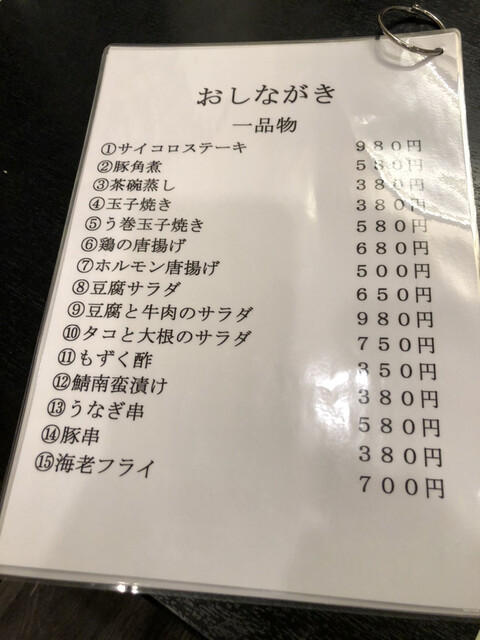 おしながき
一品物
①サイコロステーキ 980円
②豚角煮 580円
③茶碗蒸し 380円
④玉子焼き 380円
⑤う巻玉子焼き 580円
⑥鶏の唐揚げ 680円
⑦ホルモン唐揚げ 500円
⑧豆腐サラダ 650円
⑨豆腐と牛肉のサラダ 980円
⑩タコと大根のサラダ 750円
⑪もずく酢 350円
⑫鯖南蛮漬け 380円
⑬うなぎ串 580円
⑭豚串 380円
⑮海老フライ 700円